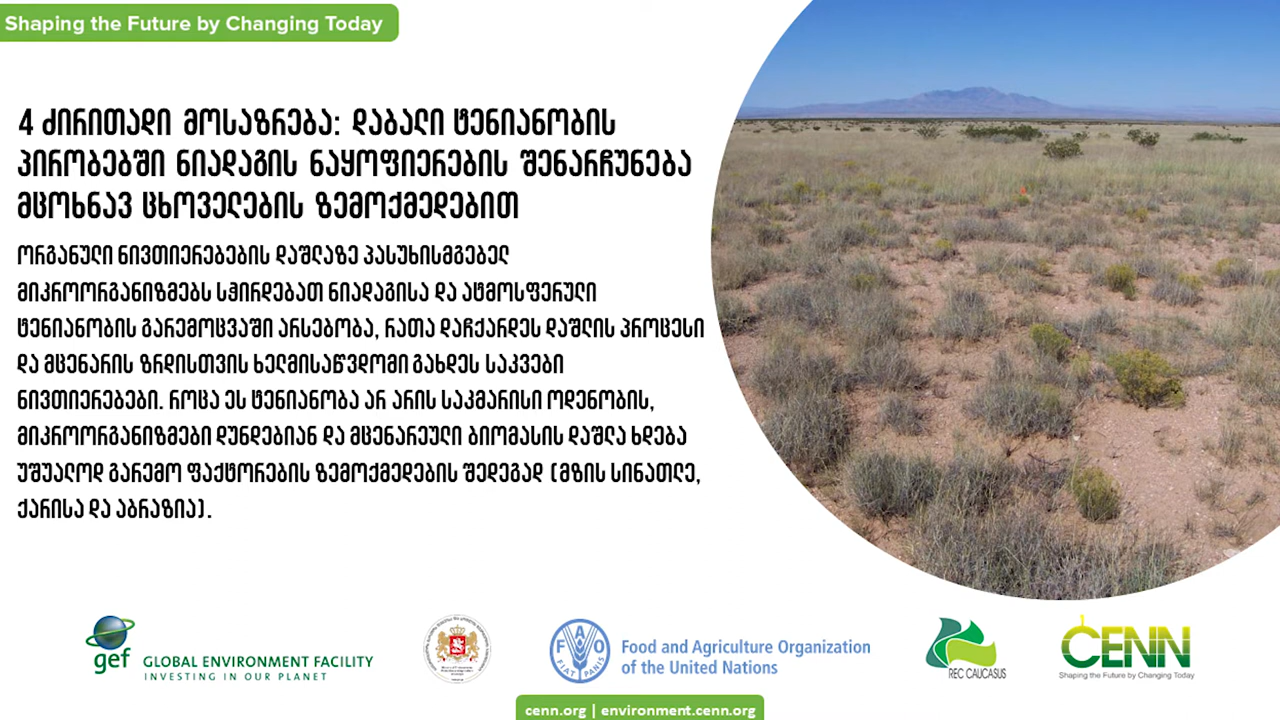 Shaping the Future by Changing Today
4 ძირითადი მოსაზრება: დაბალი ტენიანობის
პირობებში ნიადაგის ნაყოფიერების შენარჩუნება
მცოხნავ ცხოველების ზემოქმედებით
ორგანული ნივთიერებების დაშლაზე პასუხისმგებელ
მიკროორგანიზმებს სჭირდებათ ნიადაგისა და ატმოსფერული
ტენიანობის გარემოცვაში არსებობა, რათა დაჩქარდეს დაშლის პროცესი
და მცენარის ზრდისთვის ხელმისაწვდომი გახდეს საკვები
ნივთიერებები. როცა ეს ტენიანობა არ არის საკმარისი ოდენობის,
მიკროორგანიზმები დუნდებიან და მცენარეული ბიომასის დაშლა ხდება
უშუალოდ გარემო ფაქტორების ზემოქმედების შედეგად (მზის სინათლე,
ქარისა და აბრაზია).
gef GLOBAL ENVIRONMENT FACILITY
INVESTING IN OUR PLANET
FAO
FIAT PANIS
Food and Agriculture Organization
of the United Nations
REC CAUCASUS
CENN
Shaping the Future by Changing Today
cenn.org | environment.cenn.org